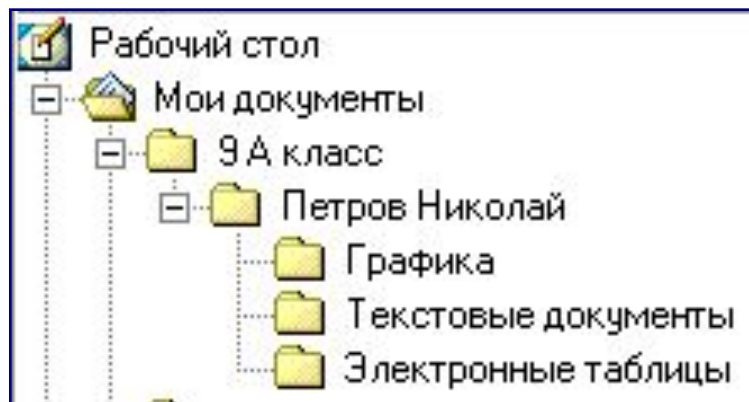 Рабочий стол
Мои документы
9 А класс
Петров Николай
Графика
Текстовые документы
Электронные таблицы